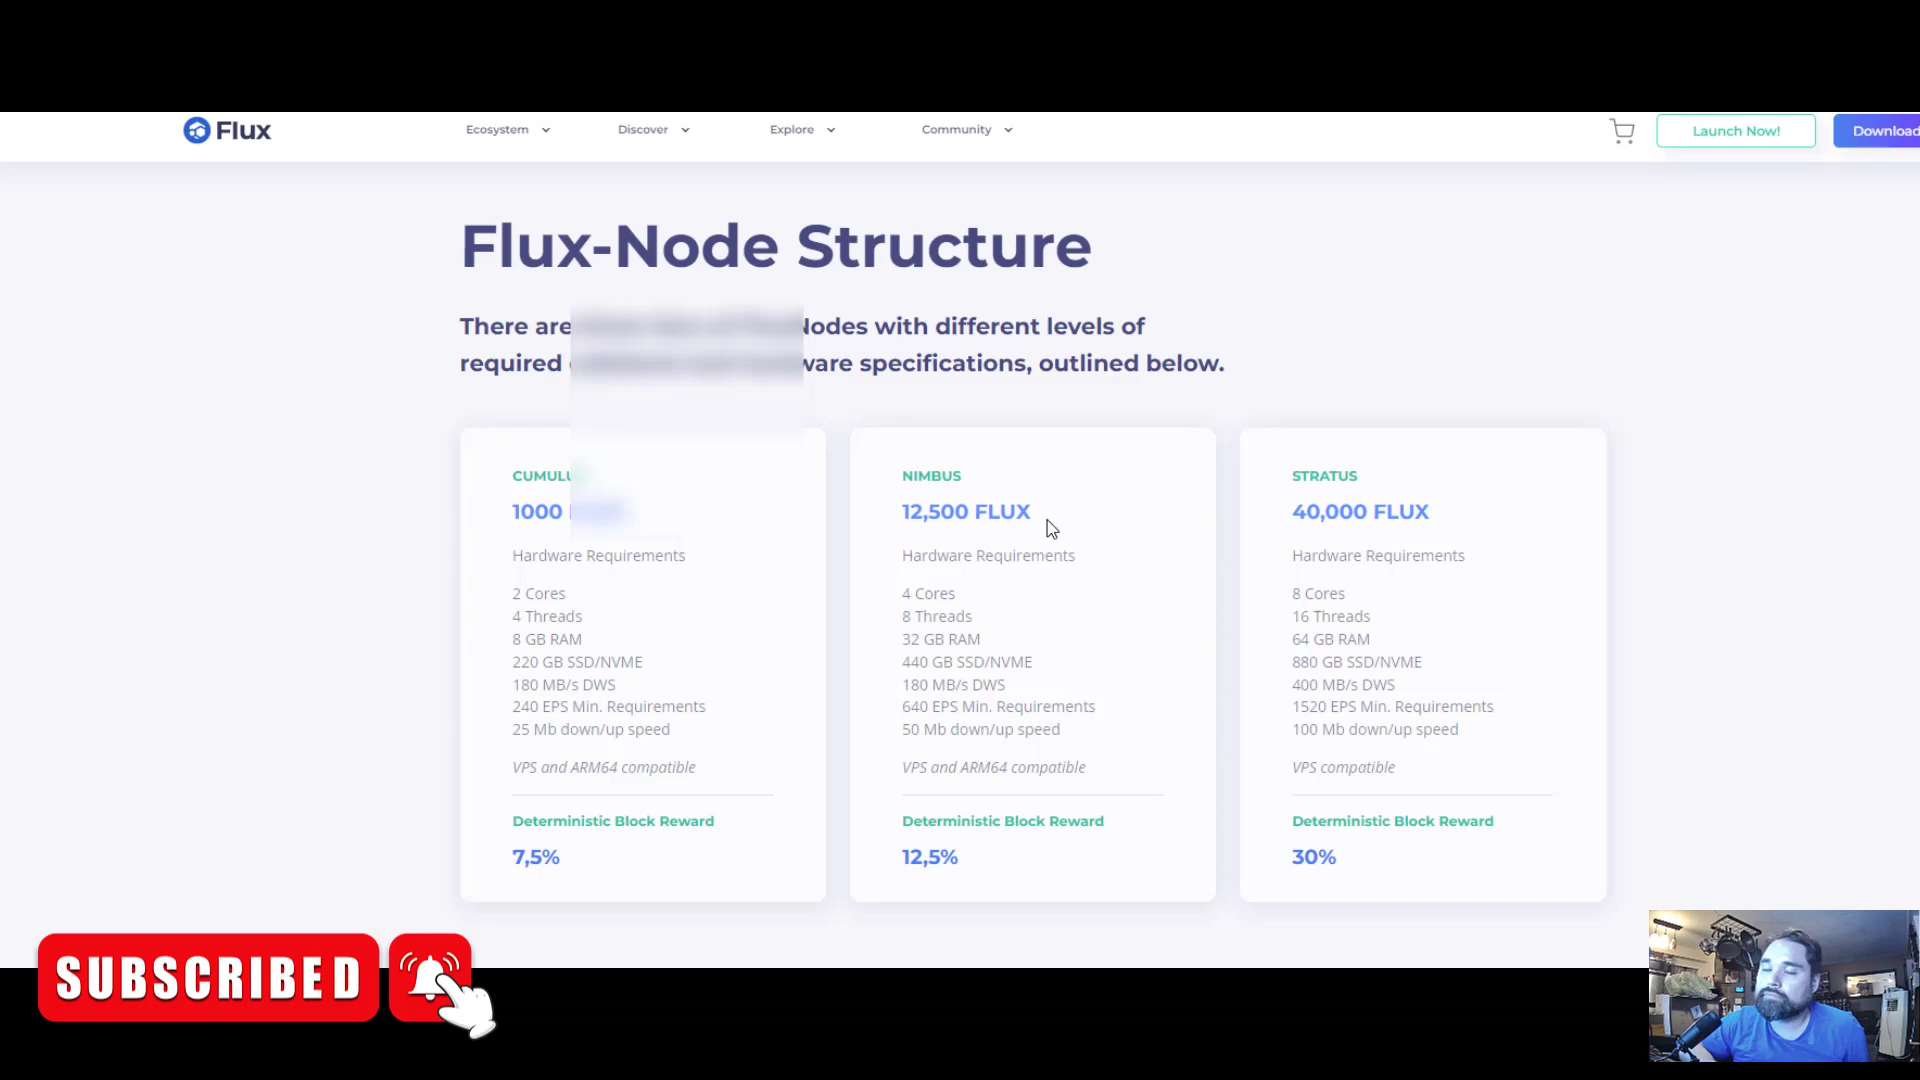 Flux
Ecosystem
Discover
Explore
Community
Launch Now!
Download
Flux-Node Structure
There are Nodes with different levels of
required specifications, outlined below.
CUMULU
1000
Hardware Requirements
2 Cores
4 Threads
8 GB RAM
220 GB SSD/NVME
180 MB/s DWS
240 EPS Min. Requirements
25 Mb down/up speed
VPS and ARM64 compatible
Deterministic Block Reward
7,5%
NIMBUS
12,500 FLUX
Hardware Requirements
4 Cores
8 Threads
32 GB RAM
440 GB SSD/NVME
180 MB/s DWS
640 EPS Min. Requirements
50 Mb down/up speed
VPS and ARM64 compatible
Deterministic Block Reward
12,5%
STRATUS
40,000 FLUX
Hardware Requirements
8 Cores
16 Threads
64 GB RAM
880 GB SSD/NVME
400 MB/s DWS
1520 EPS Min. Requirements
100 Mb down/up speed
VPS compatible
Deterministic Block Reward
30%
SUBSCRIBED